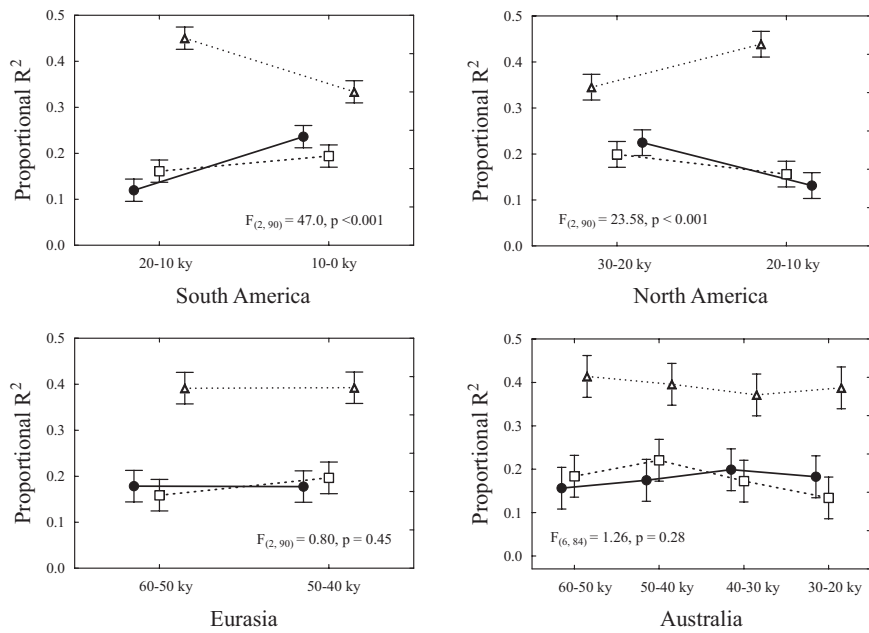 0.5
0.4
0.3
0.2
0.1
0.0
Proportional R²
F(2, 90) = 47.0, p <0.001
20-10 ky
10-0 ky
South America
0.5
0.4
0.3
0.2
0.1
0.0
Proportional R²
F(2, 90) = 23.58, p < 0.001
30-20 ky
20-10 ky
North America
0.5
0.4
0.3
0.2
0.1
0.0
Proportional R²
F(2, 90) = 0.80, p = 0.45
60-50 ky
50-40 ky
Eurasia
0.5
0.4
0.3
0.2
0.1
0.0
Proportional R²
F(6, 84) = 1.26, p = 0.28
60-50 ky
50-40 ky
40-30 ky
30-20 ky
Australia